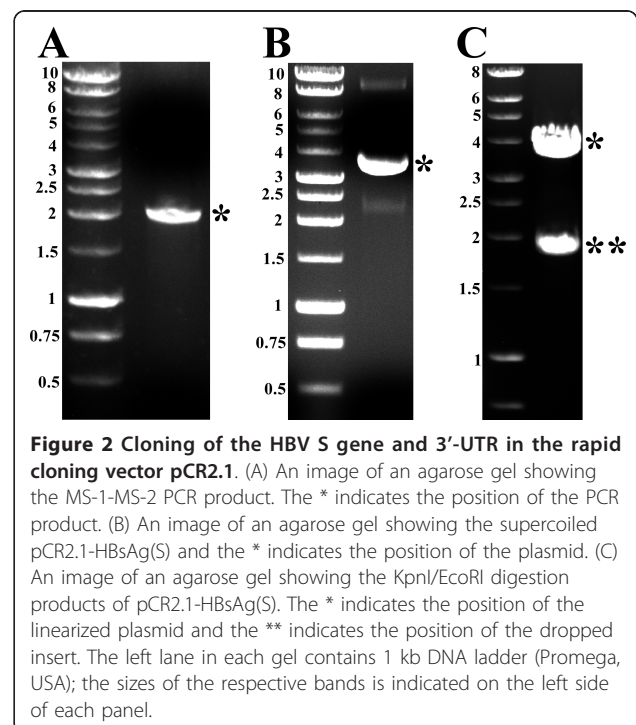 A
B
C
10
8
6
5
4
3
2.5
2
1.5
1
0.75
0.5
*
10
8
6
5
4
3
2.5
2
1.5
1
0.75
0.5
*
8
6
5
4
3
2.5
2
1.5
1
*
**
Figure 2 Cloning of the HBV S gene and 3'-UTR in the rapid
cloning vector pCR2.1. (A) An image of an agarose gel showing
the MS-1-MS-2 PCR product. The * indicates the position of the PCR
product. (B) An image of an agarose gel showing the supercoiled
pCR2.1-HBsAg(S) and the * indicates the position of the plasmid. (C)
An image of an agarose gel showing the KpnI/EcoRI digestion
products of pCR2.1-HBsAg(S). The * indicates the position of the
linearized plasmid and the ** indicates the position of the dropped
insert. The left lane in each gel contains 1 kb DNA ladder (Promega,
USA); the sizes of the respective bands is indicated on the left side
of each panel.